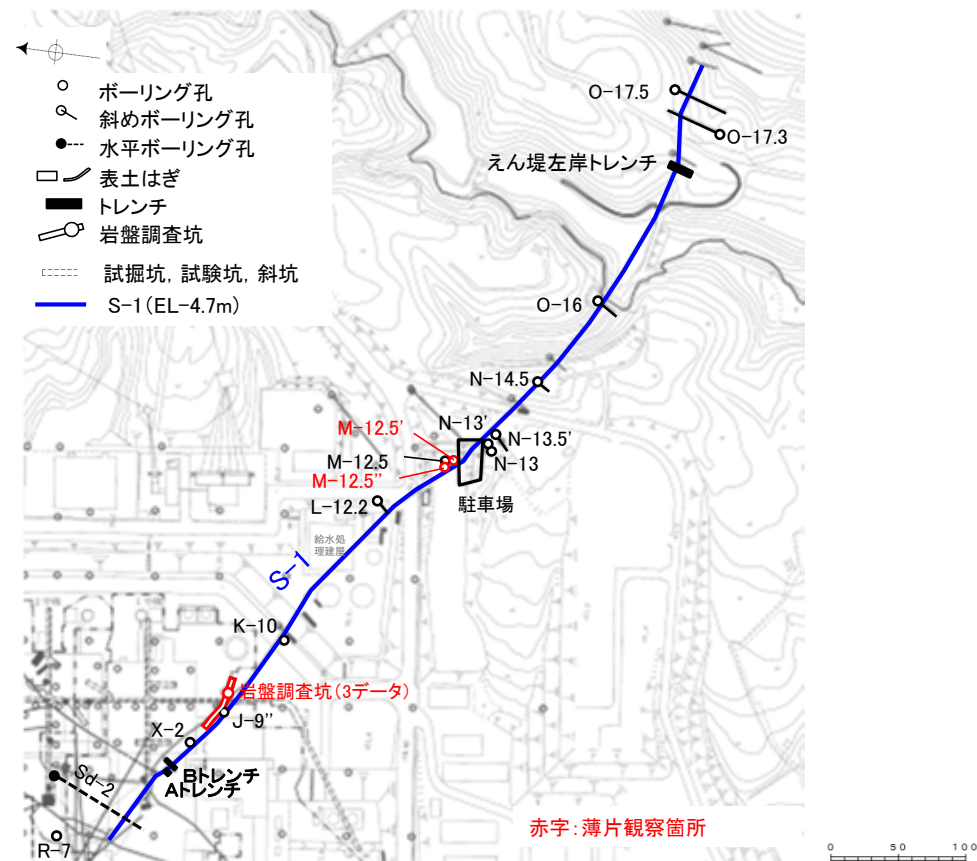 ボーリング孔
斜めボーリング孔
水平ボーリング孔
表土はぎ
トレンチ
岩盤調査坑
試掘坑, 試験坑, 斜坑
S-1(EL-4.7m)
O-17.5
O-17.3
えん堤左岸トレンチ
O-16
N-14.5
N-13'
N-13.5'
N-13
M-12.5'
M-12.5
M-12.5''
駐車場
L-12.2
給水処
理建屋
S-1
K-10
岩盤調査坑(3データ)
J-9''
X-2
Bトレンチ
Aトレンチ
Sd-2
R-7
赤字:薄片観察箇所
0 50